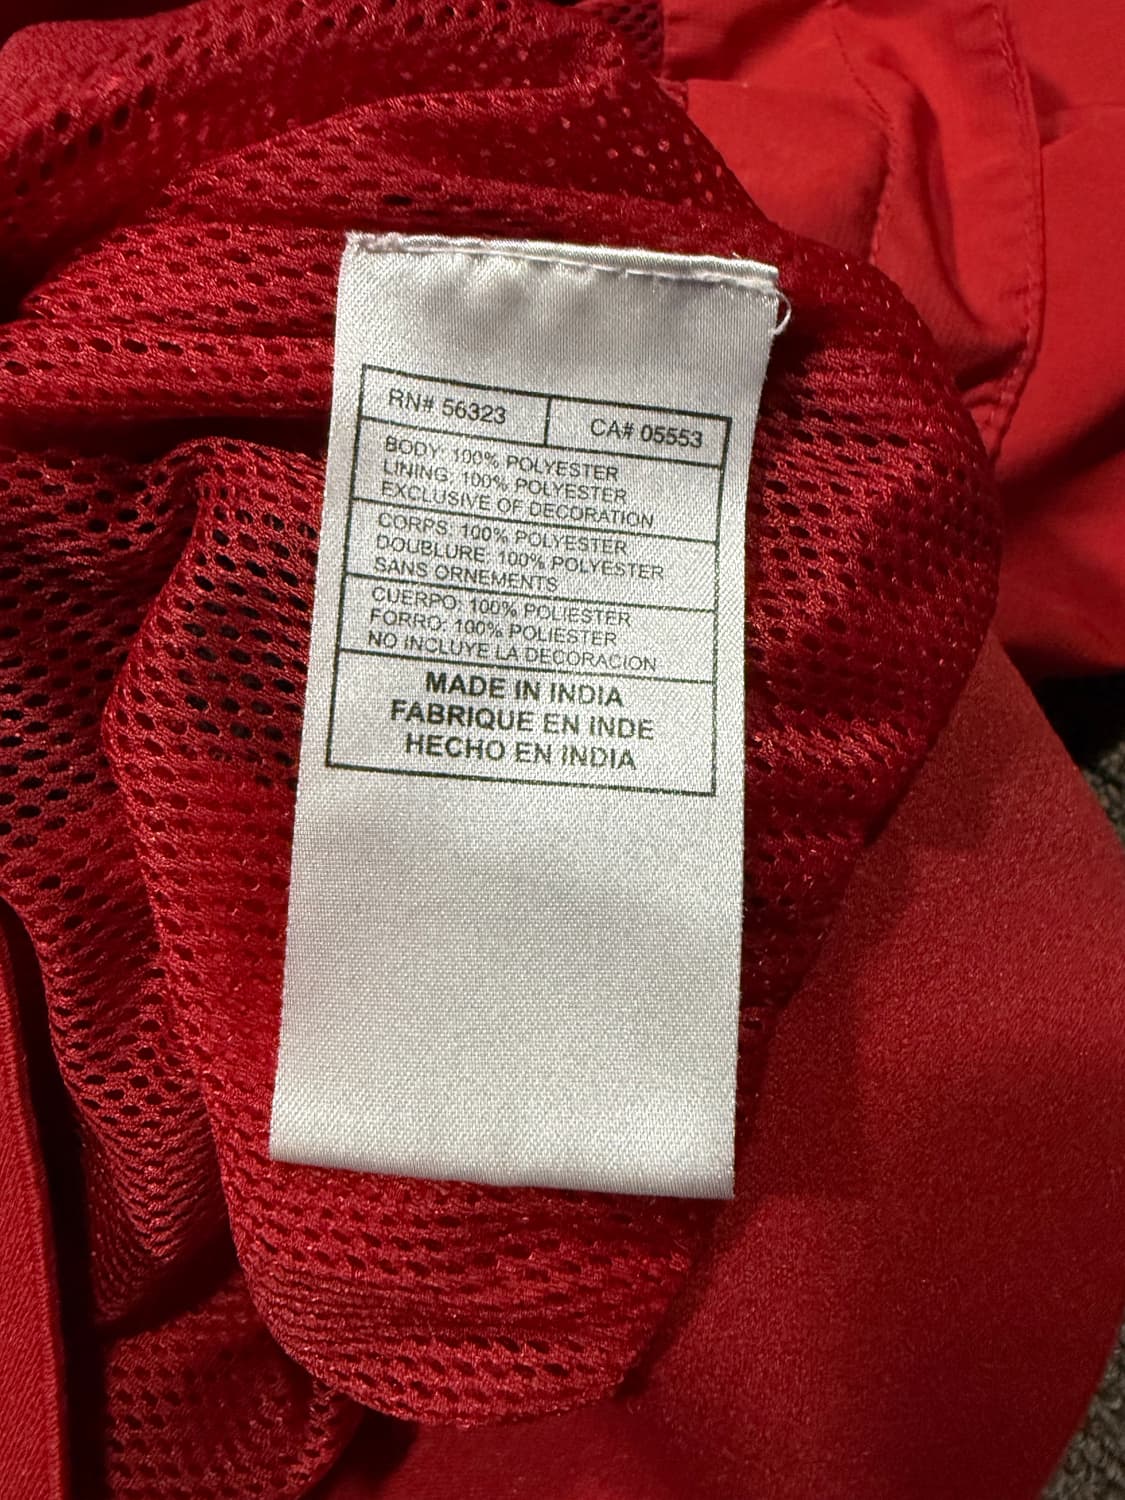 RN# 56323 CA# 05553
BODY: 100% POLYESTER
LINING: 100% POLYESTER
EXCLUSIVE OF DECORATION
CORPS: 100% POLYESTER
DOUBLURE: 100% POLYESTER
SANS ORNEMENTS
CUERPO: 100% POLIESTER
FORRO: 100% POLIESTER
NO INCLUYE LA DECORACION
MADE IN INDIA
FABRIQUE EN INDE
HECHO EN INDIA